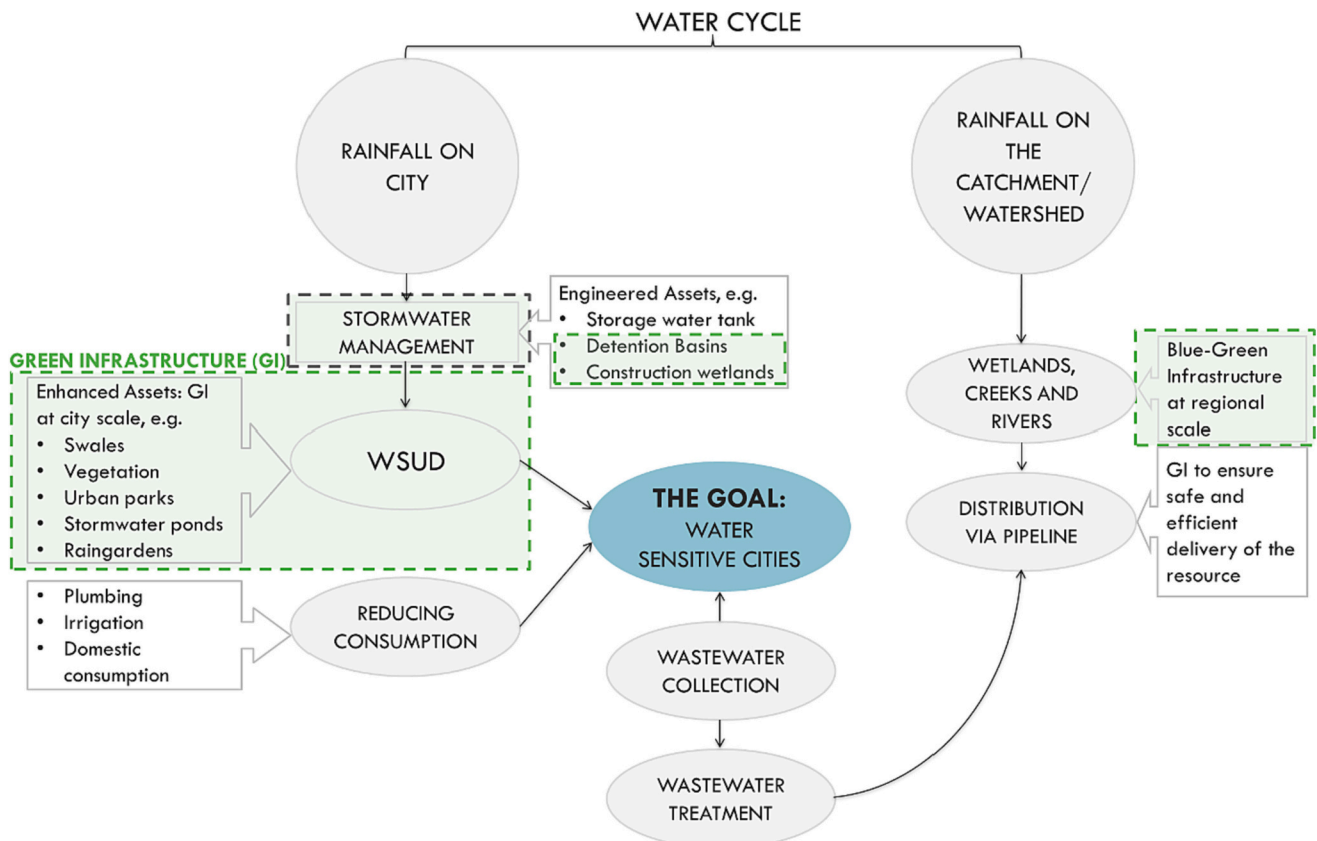 WATER CYCLE
RAINFALL ON
CITY
RAINFALL ON
THE
CATCHMENT/
WATERSHED
STORMWATER
MANAGEMENT
Engineered Assets, e.g.
• Storage water tank
• Detention Basins
• Construction wetlands
GREEN INFRASTRUCTURE (GI)
Enhanced Assets: GI
at city scale, e.g.
• Swales
• Vegetation
• Urban parks
• Stormwater ponds
• Raingardens
WSUD
WETLANDS,
CREEKS AND
RIVERS
Blue-Green
Infrastructure
at regional
scale
THE GOAL:
WATER
SENSITIVE CITIES
DISTRIBUTION
VIA PIPELINE
GI to ensure
safe and
efficient
delivery of the
resource
• Plumbing
• Irrigation
• Domestic
consumption
REDUCING
CONSUMPTION
WASTEWATER
COLLECTION
WASTEWATER
TREATMENT